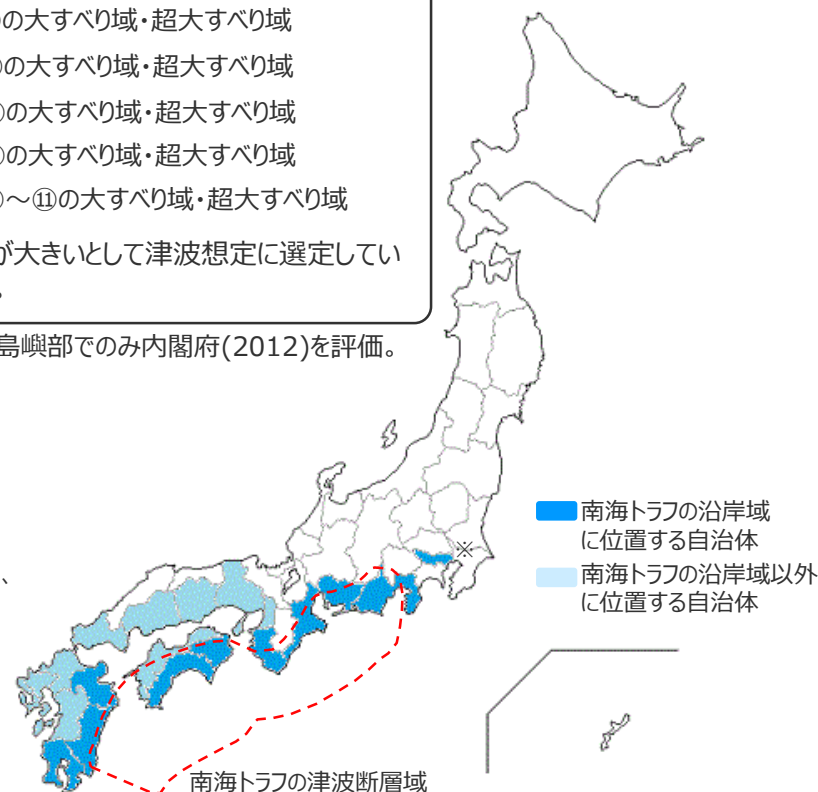 の大すべり域・超大すべり域
の大すべり域・超大すべり域
の大すべり域・超大すべり域
の大すべり域・超大すべり域
～⑪の大すべり域・超大すべり域
が大きいとして津波想定に選定してい
島嶼部でのみ内閣府(2012)を評価。
※
南海トラフの沿岸域
に位置する自治体
、
南海トラフの沿岸域以外
に位置する自治体
南海トラフの津波断層域